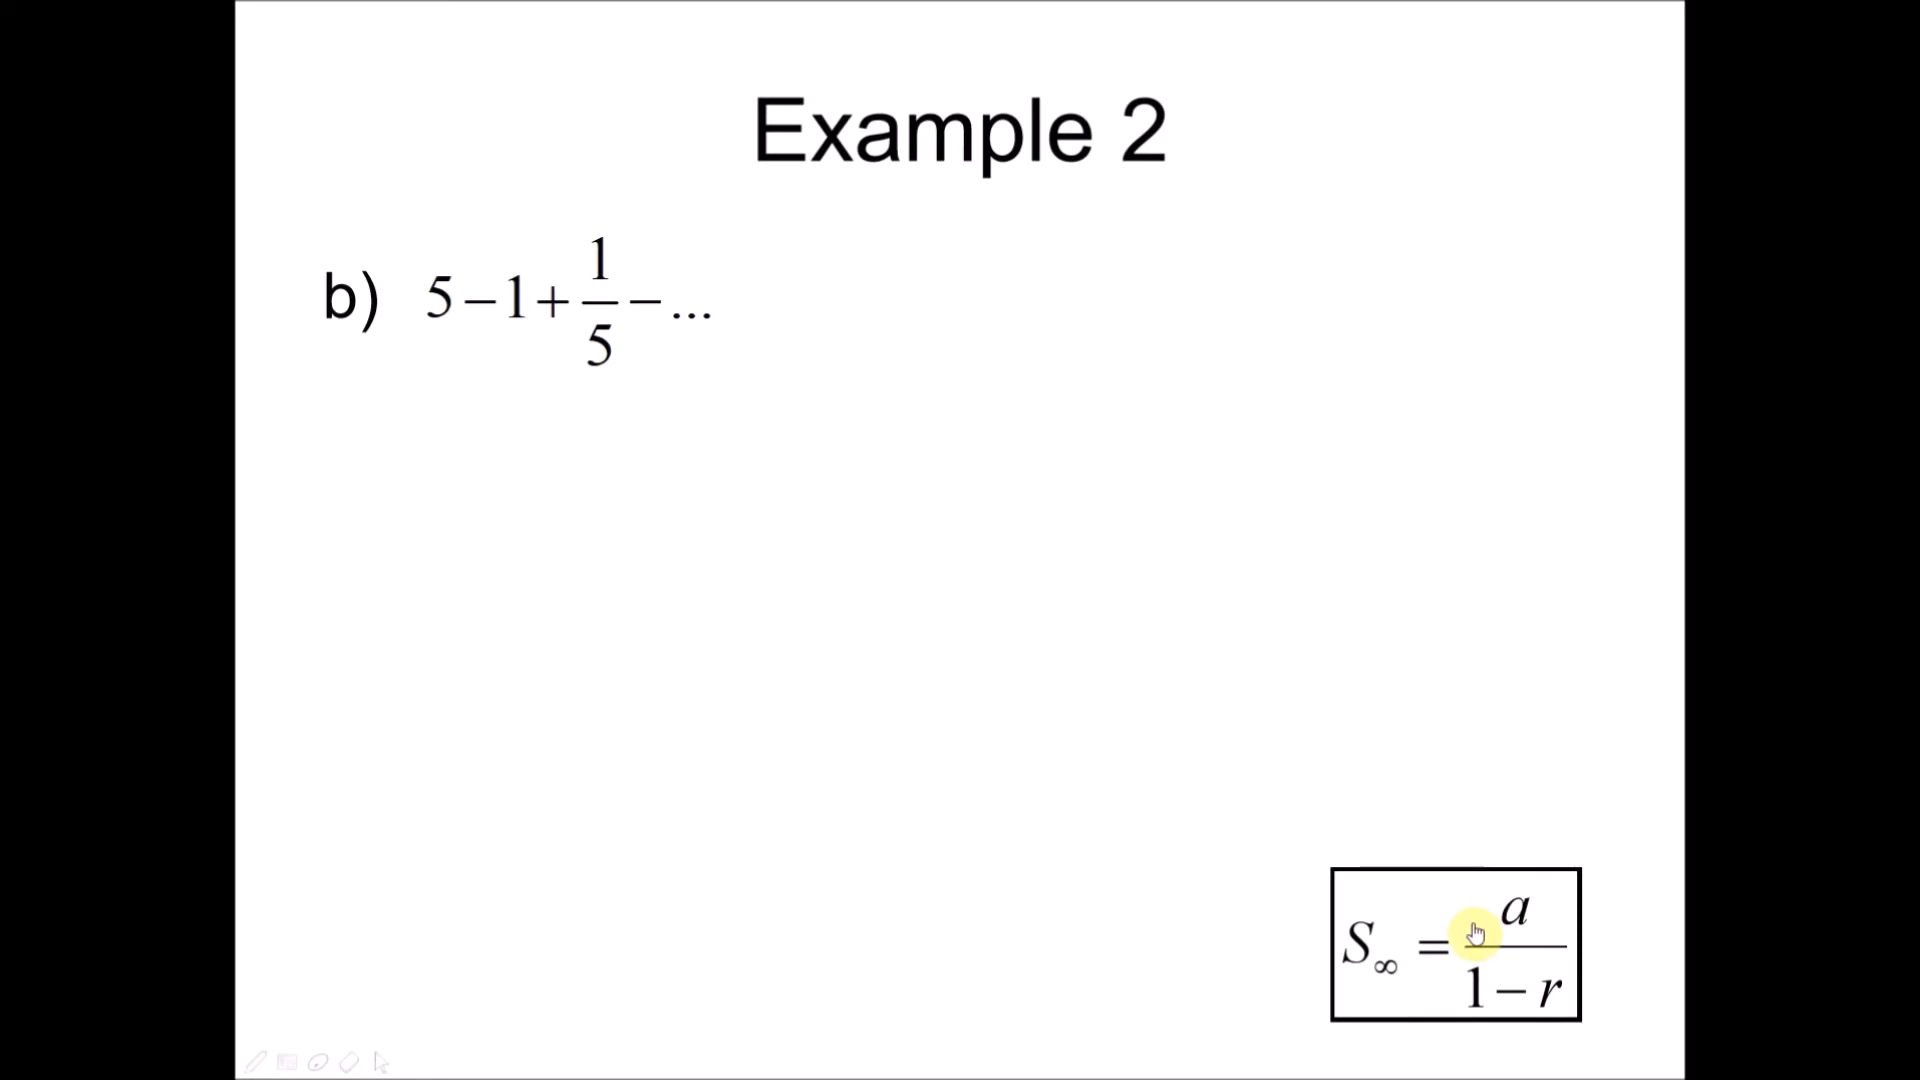 Example 2
b) 5 − 1 + 1/5 − ...
S∞ = a/(1 − r)